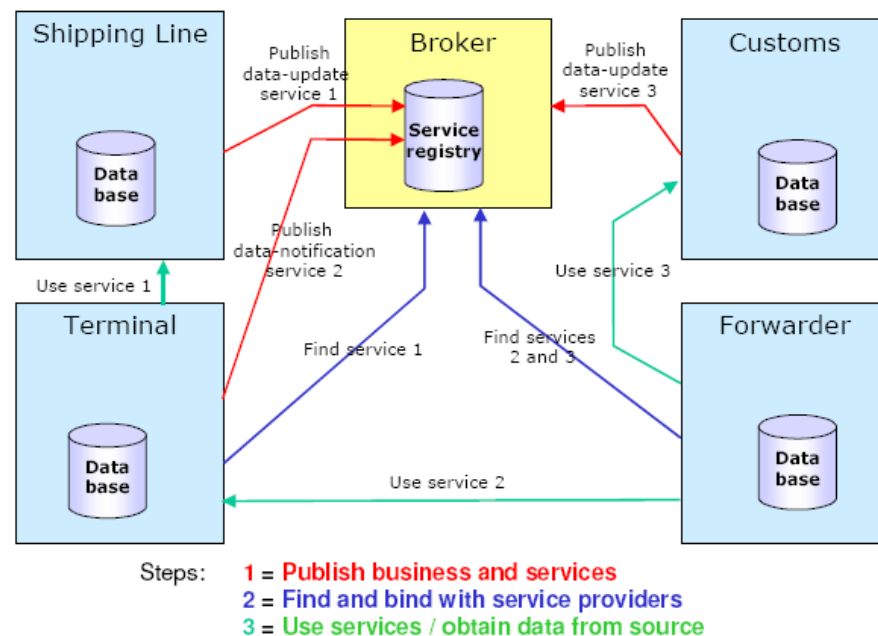 Shipping Line
Data
base
Publish
data-update
service 1
Broker
Service
registry
Publish
data-update
service 3
Customs
Data
base
Publish
data-notification
service 2
Use service 1
Use service 3
Terminal
Data
base
Find service 1
Find services
2 and 3
Forwarder
Data
base
Use service 2
Steps: 1 = Publish business and services
2 = Find and bind with service providers
3 = Use services / obtain data from source